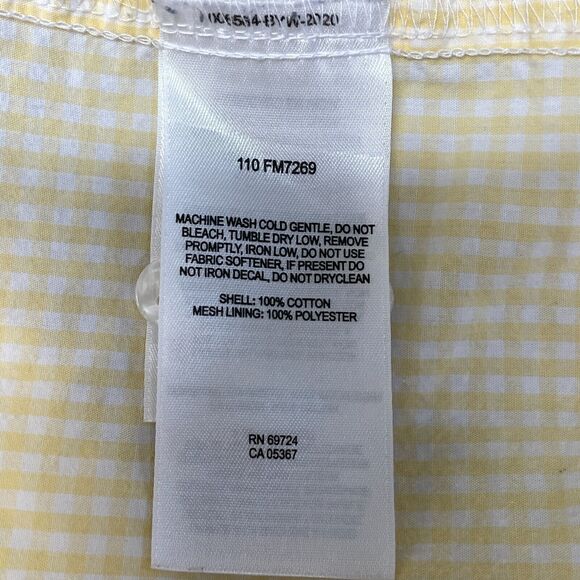 110 FM7269
MACHINE WASH COLD GENTLE, DO NOT
BLEACH, TUMBLE DRY LOW, REMOVE
PROMPTLY, IRON LOW, DO NOT USE
FABRIC SOFTENER, IF PRESENT DO
NOT IRON DECAL, DO NOT DRYCLEAN
SHELL: 100% COTTON
MESH LINING: 100% POLYESTER
RN 69724
CA 05367